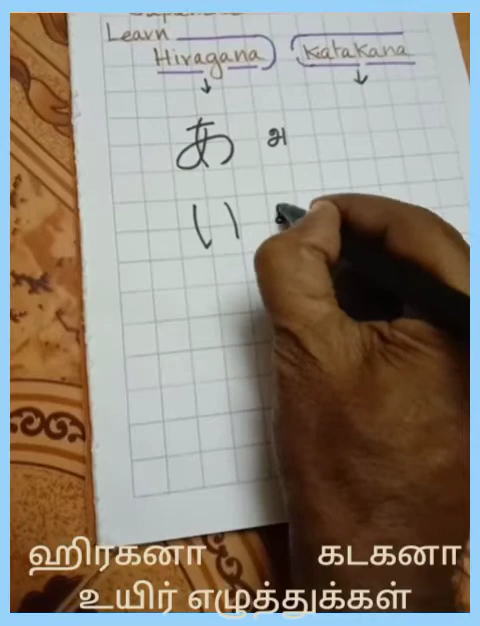 Learn
Hiragana Katakana
↓ ↓
あ அ
い
ஹிரகனா கடகனா
உயிர் எழுத்துக்கள்